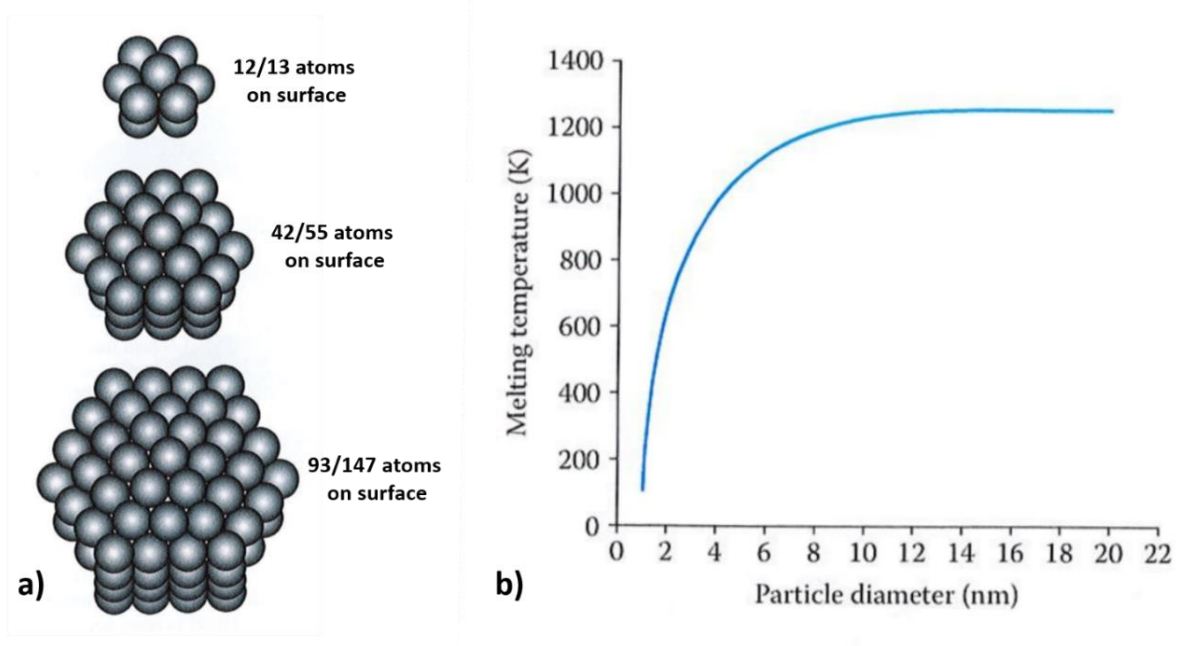 12/13 atoms
on surface
42/55 atoms
on surface
93/147 atoms
on surface
a)
1400
1200
1000
800
600
400
200
0
Melting temperature (K)
0 2 4 6 8 10 12 14 16 18 20 22
Particle diameter (nm)
b)